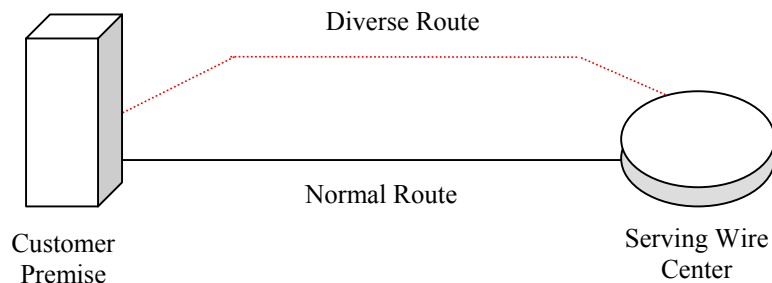 Diverse Route
Normal Route
Customer
Premise
Serving Wire
Center